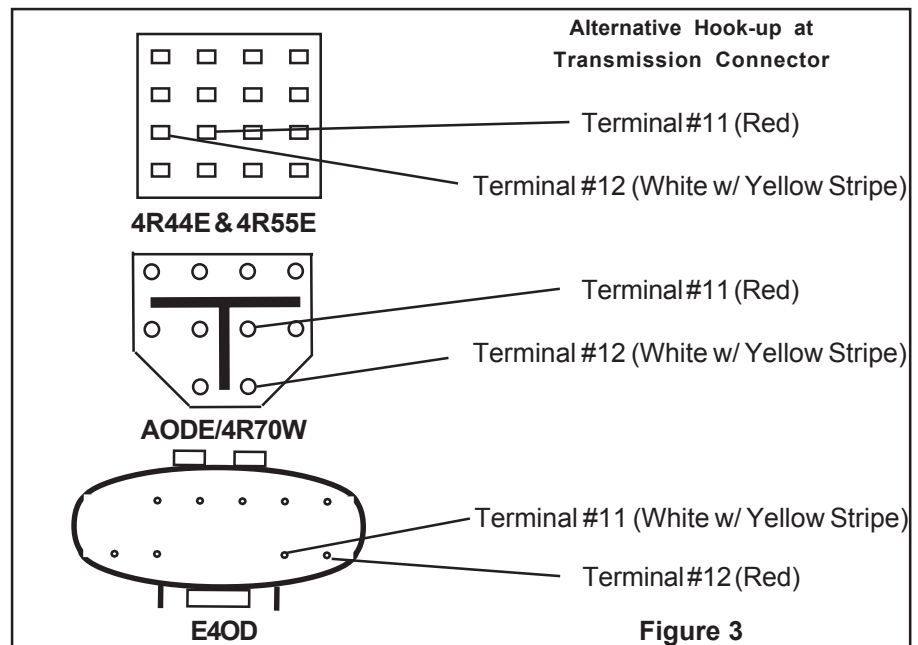 Alternative Hook-up at
Transmission Connector
Terminal #11 (Red)
Terminal #12 (White w/ Yellow Stripe)
4R44E & 4R55E
Terminal #11 (Red)
Terminal #12 (White w/ Yellow Stripe)
AODE/4R70W
Terminal #11 (White w/ Yellow Stripe)
Terminal #12 (Red)
E4OD
Figure 3